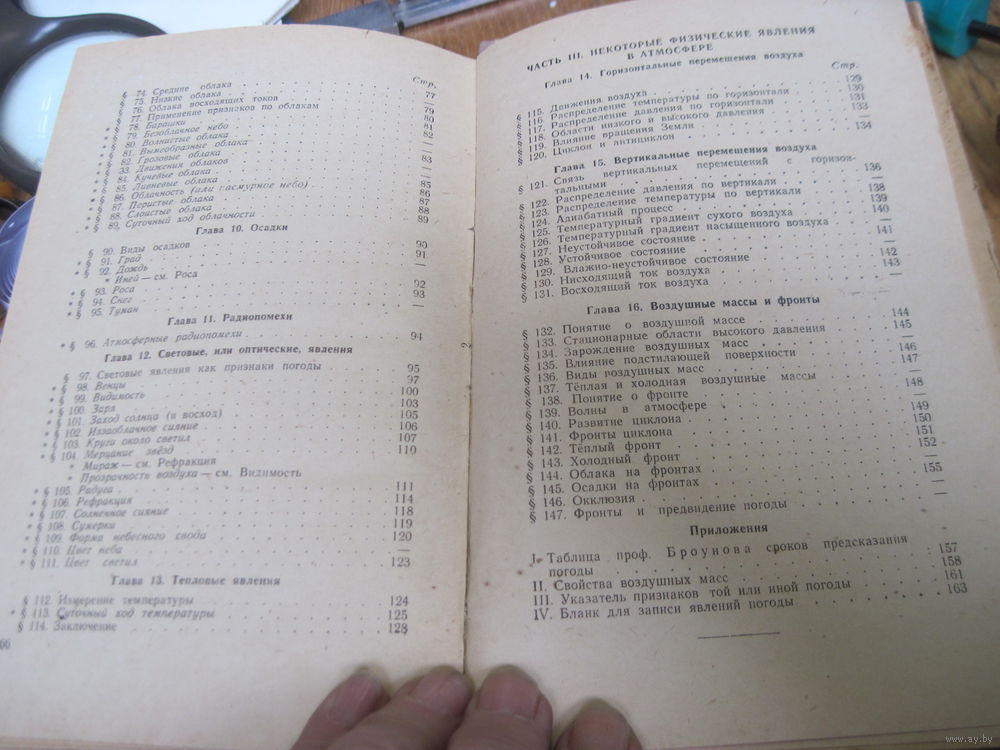 Стр.
§ 74. Средние облака 77
§ 75. Низкие облака —
§ 76. Облака восходящих токов 79
§ 77. Применение признаков по облакам 80
* § 78. Барашки 81
* § 79. Безоблачное небо 82
* § 80. Волнистые облака —
* § 81. Вымеобразные облака —
* § 82. Грозовые облака 83
* § 83. Движения облаков —
* § 84. Кучевые облака —
* § 85. Ливневые облака 85
* § 86. Облачность (или пасмурное небо) 86
* § 87. Перистые облака 87
* § 88. Слоистые облака 88
* § 89. Суточный ход облачности 89
Глава 10. Осадки
§ 90. Виды осадков 90
* § 91. Град 91
* § 92. Дождь —
* Иней — см. Роса
* § 93. Роса 92
* § 94. Снег 93
* § 95. Туман —
Глава 11. Радиопомехи
* § 96. Атмосферные радиопомехи 94
Глава 12. Световые, или оптические, явления
§ 97. Световые явления как признаки погоды 95
* § 98. Венцы 97
* § 99. Видимость 100
* § 100. Заря 103
* § 101. Заход солнца (и восход) 105
* § 102. Иззаоблачное сияние 106
* § 103. Круги около светил 107
* § 104. Мерцание звёзд 110
* Мираж — см. Рефракция
* Прозрачность воздуха — см. Видимость
* § 105. Радуга 111
* § 106. Рефракция 114
* § 107. Солнечное сияние 118
* § 108. Сумерки 119
* § 109. Форма небесного свода 120
* § 110. Цвет неба —
* § 111. Цвет светил 123
Глава 13. Тепловые явления
§ 112. Измерение температуры 124
* § 113. Суточный ход температуры 125
§ 114. Заключение 128
66
ЧАСТЬ III. НЕКОТОРЫЕ ФИЗИЧЕСКИЕ ЯВЛЕНИЯ
В АТМОСФЕРЕ
Глава 14. Горизонтальные перемещения воздуха
Стр.
§ 115. Движения воздуха 129
§ 116. Распределение температуры по горизонтали 130
§ 117. Распределение давления по горизонтали 131
§ 118. Области низкого и высокого давления 133
§ 119. Влияние вращения Земли —
§ 120. Циклон и антициклон 134
Глава 15. Вертикальные перемещения воздуха
§ 121. Связь вертикальных перемещений с горизон-
тальными 136
§ 122. Распределение давления по вертикали —
§ 123. Распределение температуры по вертикали 138
§ 124. Адиабатный процесс 139
§ 125. Температурный градиент сухого воздуха 140
§ 126. Температурный градиент насыщенного воздуха —
§ 127. Неустойчивое состояние 141
§ 128. Устойчивое состояние —
§ 129. Влажно-неустойчивое состояние 142
§ 130. Нисходящий ток воздуха 143
§ 131. Восходящий ток воздуха —
Глава 16. Воздушные массы и фронты
§ 132. Понятие о воздушной массе 144
§ 133. Стационарные области высокого давления 145
§ 134. Зарождение воздушных масс —
§ 135. Влияние подстилающей поверхности 146
§ 136. Виды воздушных масс 147
§ 137. Тёплая и холодная воздушные массы —
§ 138. Понятие о фронте 148
§ 139. Волны в атмосфере —
§ 140. Развитие циклона 149
§ 141. Фронты циклона 150
§ 142. Тёплый фронт 151
§ 143. Холодный фронт 152
§ 144. Облака на фронтах —
§ 145. Осадки на фронтах 155
§ 146. Окклюзия —
§ 147. Фронты и предвидение погоды —
Приложения
I. Таблица проф. Броунова сроков предсказания
погоды 157
II. Свойства воздушных масс 158
III. Указатель признаков той или иной погоды 161
IV. Бланк для записи явлений погоды 163
www.ay.by